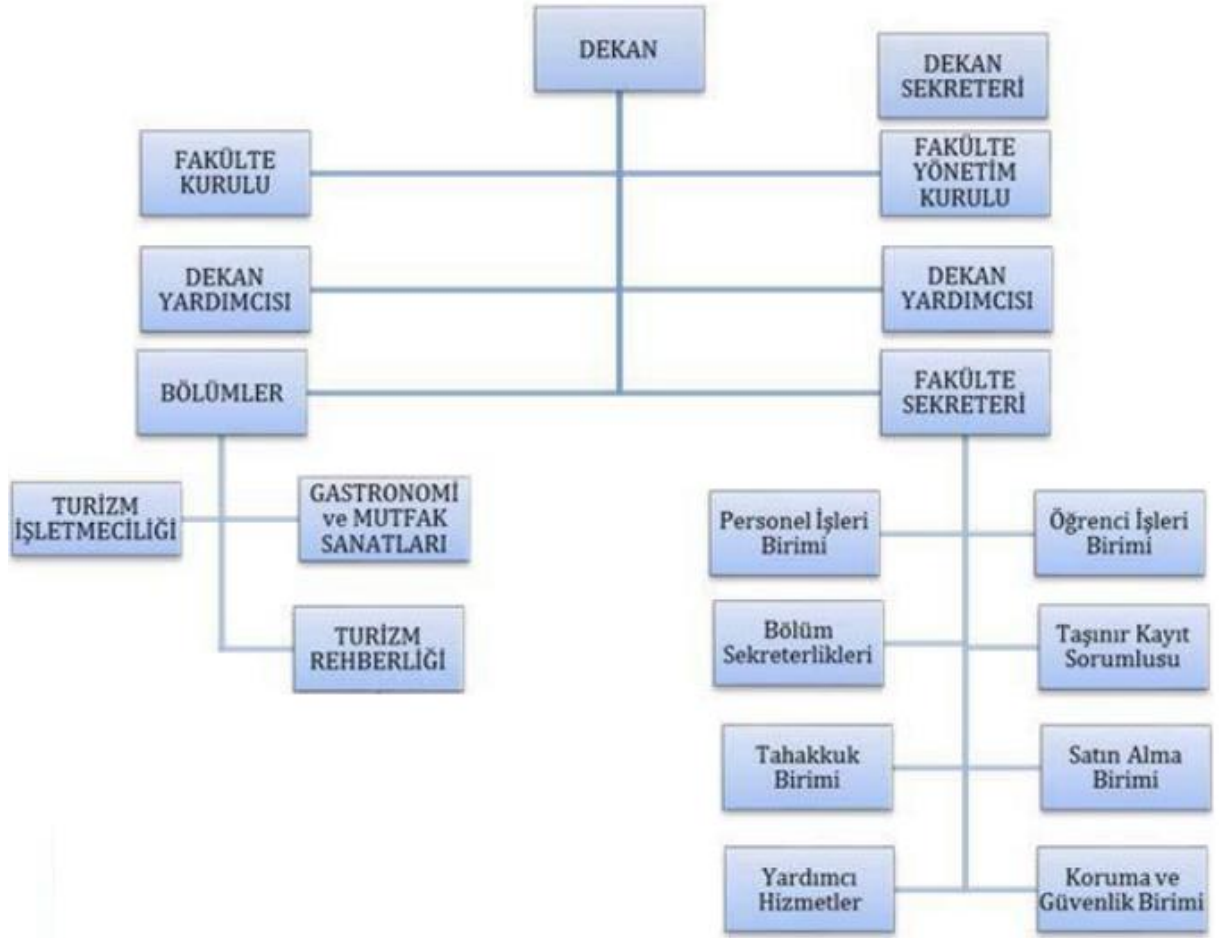 DEKAN
DEKAN
SEKRETERİ
FAKÜLTE
KURULU
FAKÜLTE
YÖNETİM
KURULU
DEKAN
YARDIMCISI
DEKAN
YARDIMCISI
BÖLÜMLER
FAKÜLTE
SEKRETERİ
TURİZM
İŞLETMECİLİĞİ
GASTRONOMİ
ve MUTFAK
SANATLARI
TURİZM
REHBERLİĞİ
Personel İşleri
Birimi
Öğrenci İşleri
Birimi
Bölüm
Sekreterlikleri
Taşınır Kayıt
Sorumlusu
Tahakkuk
Birimi
Satın Alma
Birimi
Yardımcı
Hizmetler
Koruma ve
Güvenlik Birimi